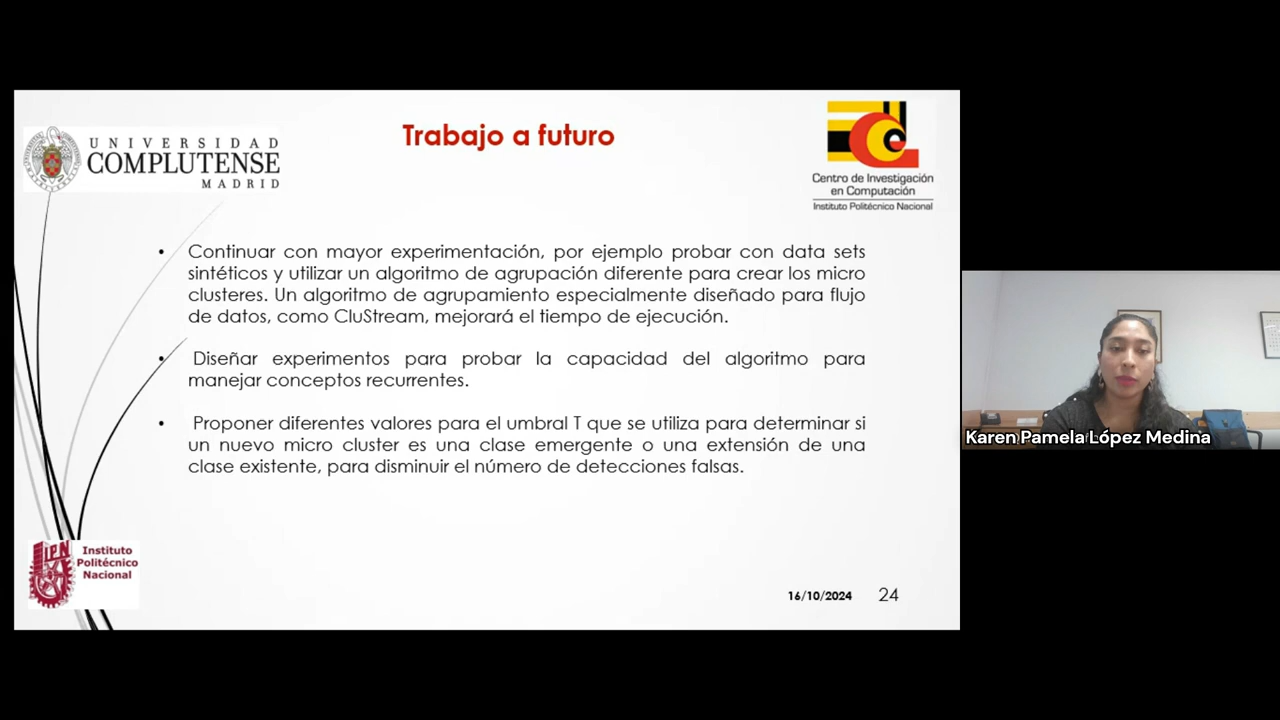 UNIVERSIDAD
COMPLUTENSE
MADRID
Trabajo a futuro
Centro de Investigación
en Computación
Instituto Politécnico Nacional
• Continuar con mayor experimentación, por ejemplo probar con data sets
sintéticos y utilizar un algoritmo de agrupación diferente para crear los micro
clusteres. Un algoritmo de agrupamiento especialmente diseñado para flujo
de datos, como CluStream, mejorará el tiempo de ejecución.
• Diseñar experimentos para probar la capacidad del algoritmo para
manejar conceptos recurrentes.
• Proponer diferentes valores para el umbral T que se utiliza para determinar si
un nuevo micro cluster es una clase emergente o una extensión de una
clase existente, para disminuir el número de detecciones falsas.
IPN
Instituto
Politécnico
Nacional
16/10/2024
24
Karen Pamela López Medina